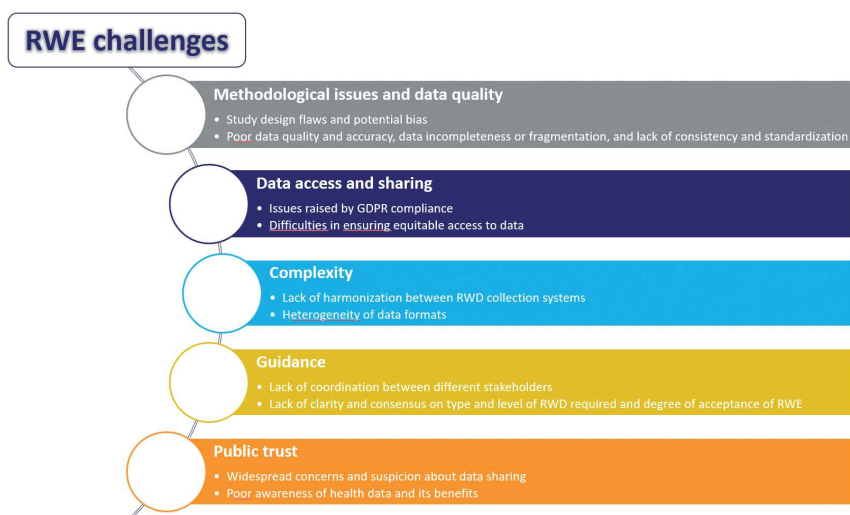 RWE challenges
Methodological issues and data quality
• Study design flaws and potential bias
• Poor data quality and accuracy, data incompleteness or fragmentation, and lack of consistency and standardization
Data access and sharing
• Issues raised by GDPR compliance
• Difficulties in ensuring equitable access to data
Complexity
• Lack of harmonization between RWD collection systems
• Heterogeneity of data formats
Guidance
• Lack of coordination between different stakeholders
• Lack of clarity and consensus on type and level of RWD required and degree of acceptance of RWE
Public trust
• Widespread concerns and suspicion about data sharing
• Poor awareness of health data and its benefits